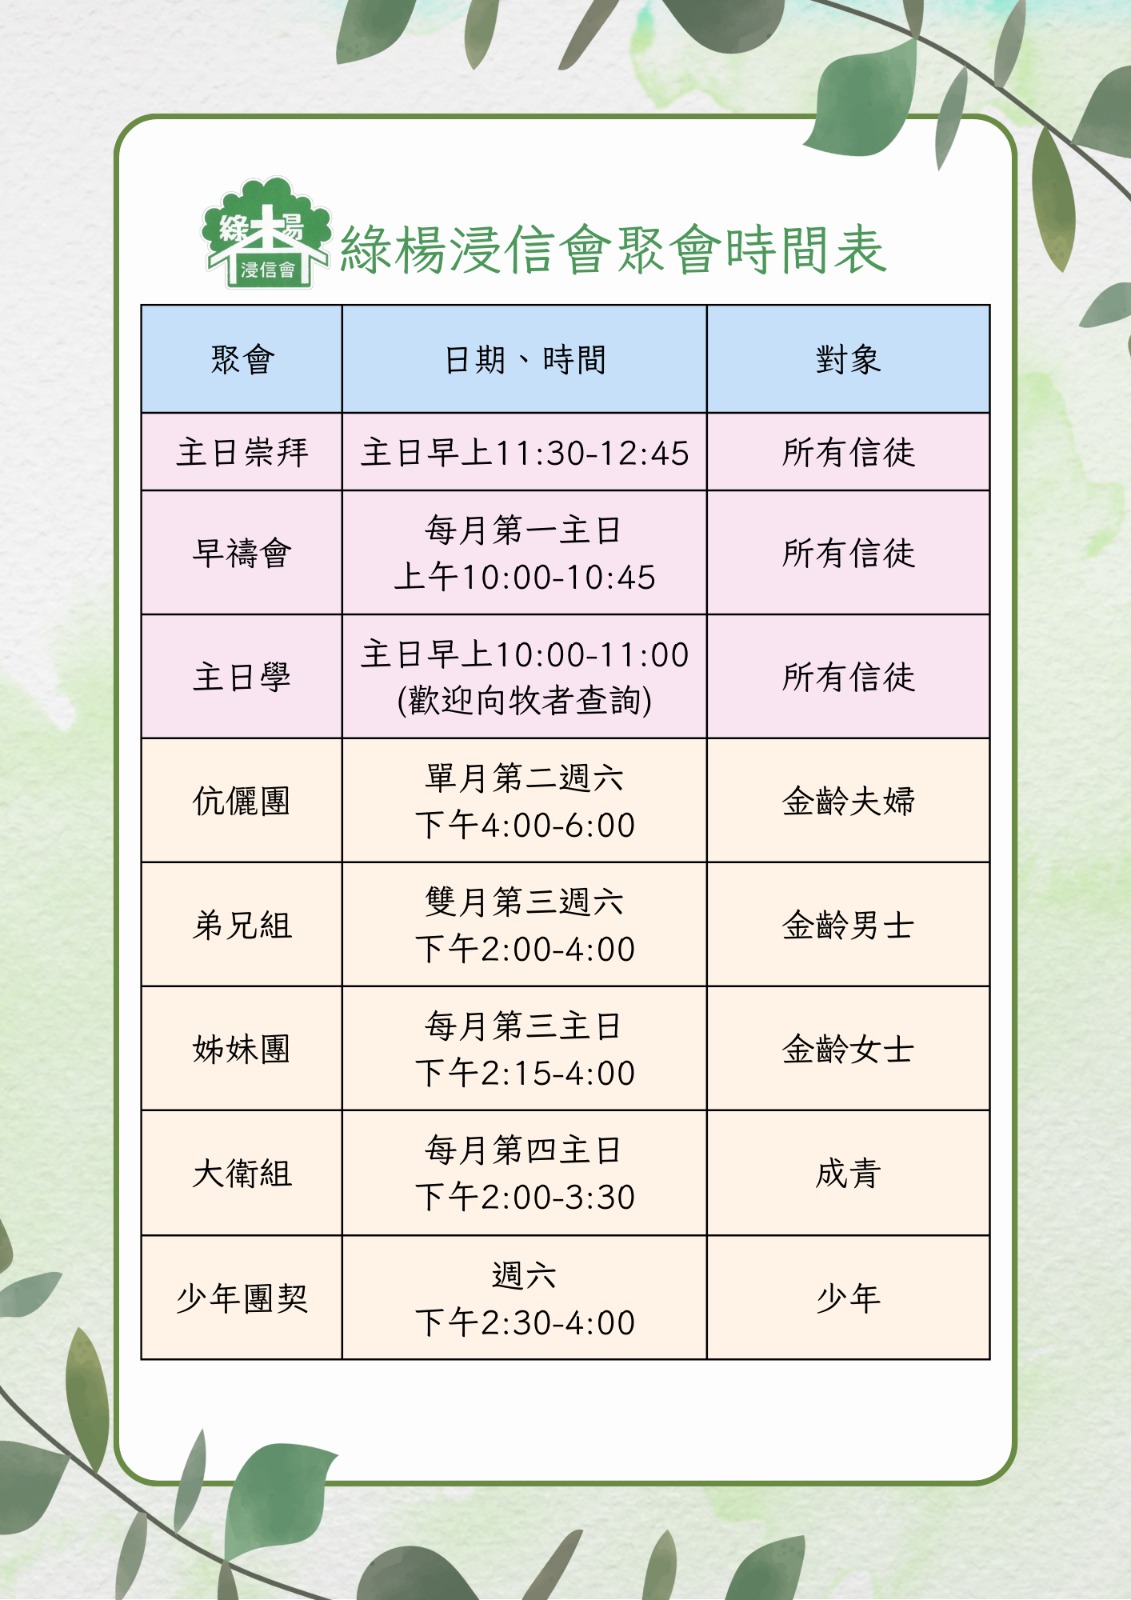 綠楊
浸信會
綠楊浸信會聚會時間表
聚會 日期、時間 對象
主日崇拜 主日早上11:30-12:45 所有信徒
早禱會 每月第一主日
上午10:00-10:45 所有信徒
主日學 主日早上10:00-11:00
(歡迎向牧者查詢) 所有信徒
伉儷團 單月第二週六
下午4:00-6:00 金齡夫婦
弟兄組 雙月第三週六
下午2:00-4:00 金齡男士
姊妹團 每月第三主日
下午2:15-4:00 金齡女士
大衛組 每月第四主日
下午2:00-3:30 成青
少年團契 週六
下午2:30-4:00 少年